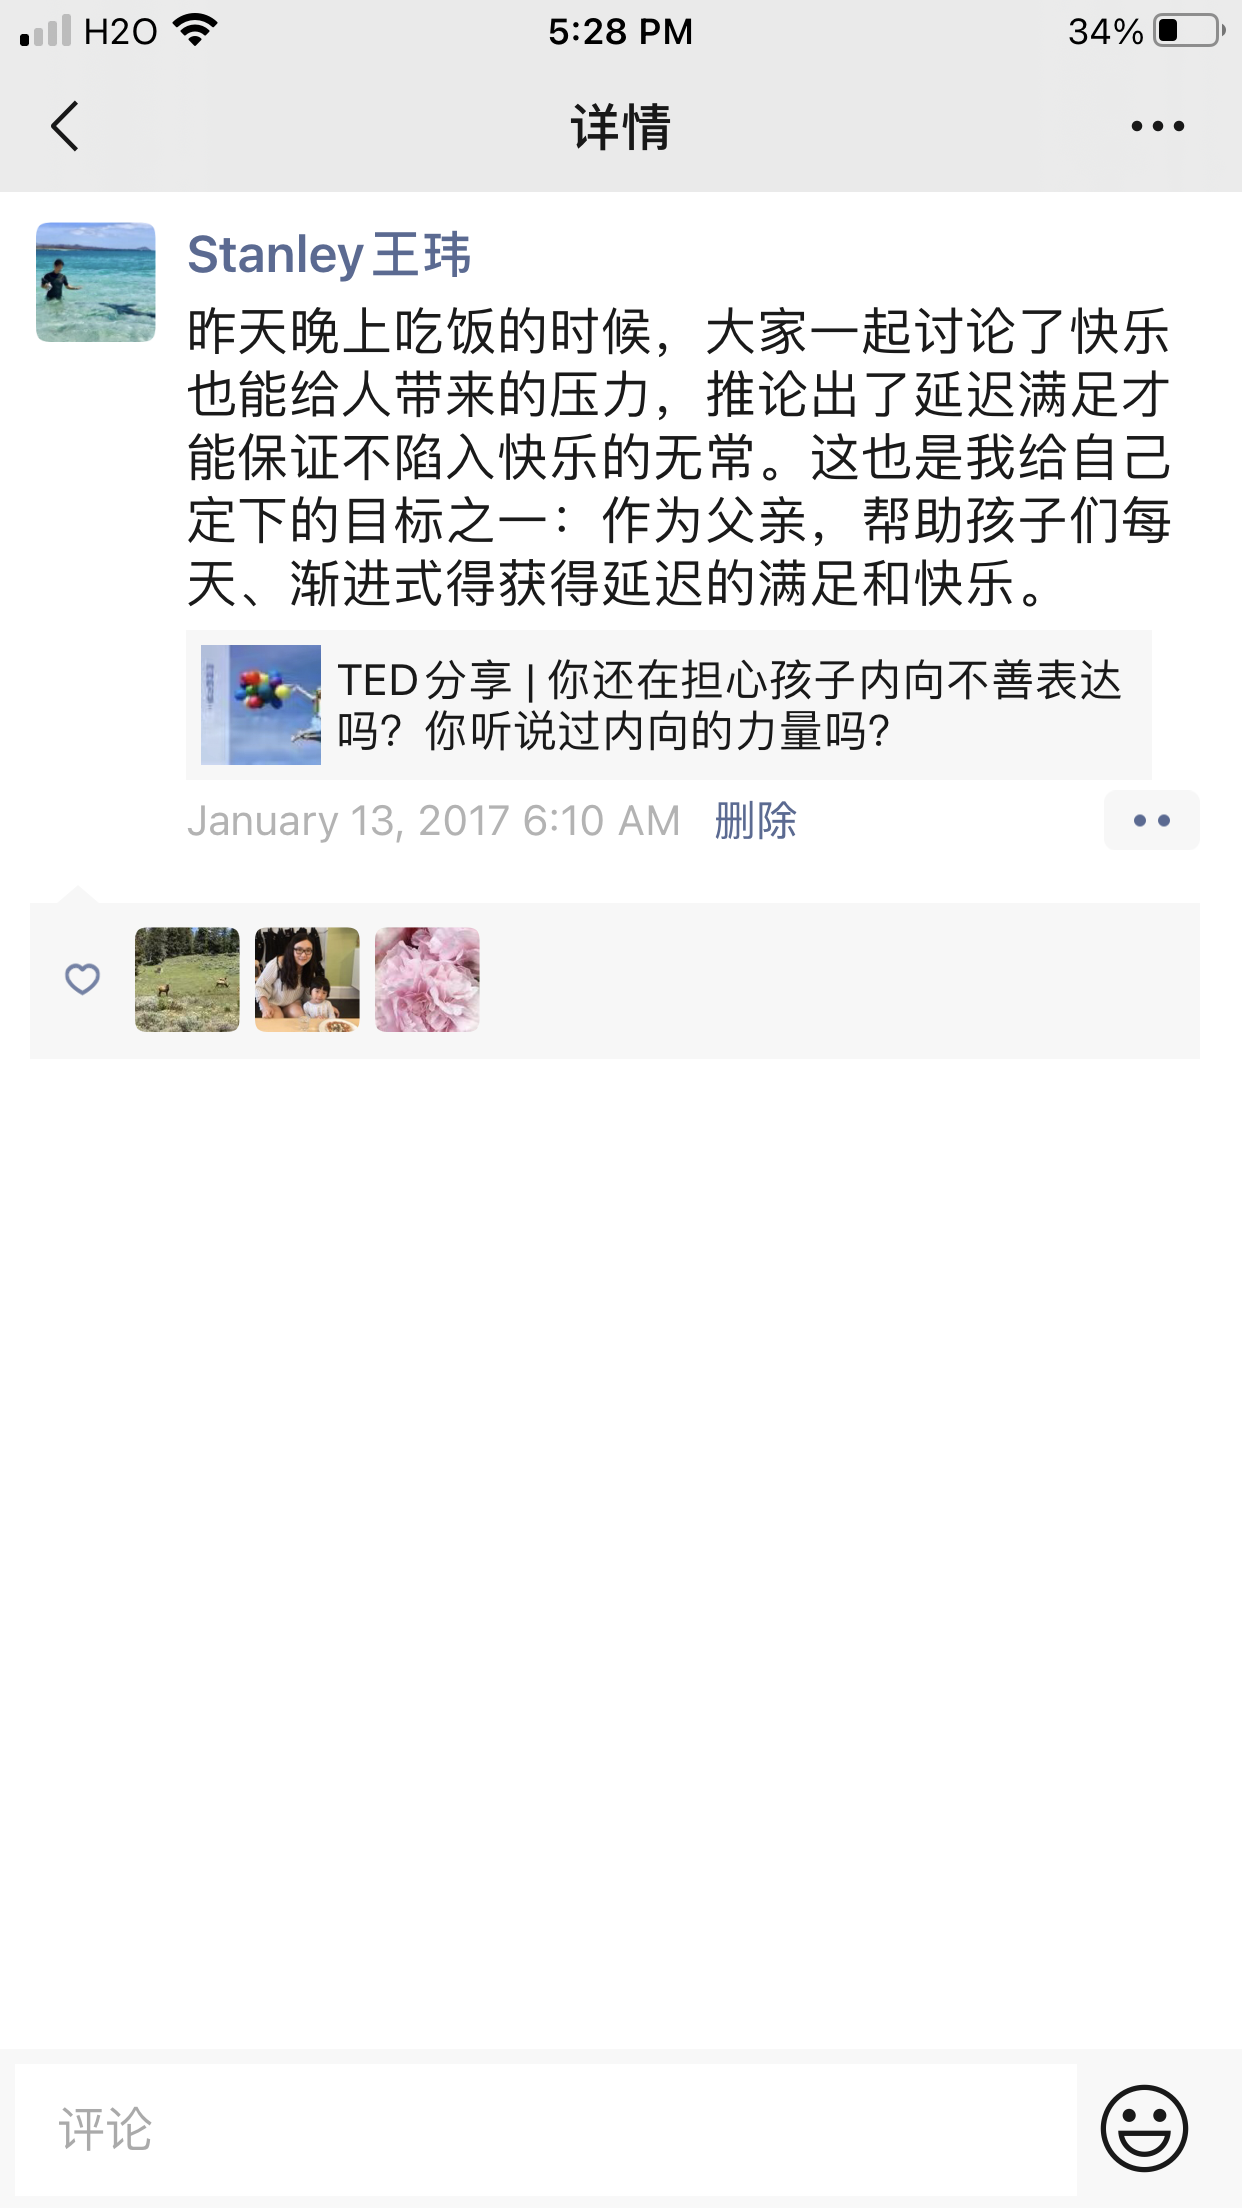 H2O
5:28 PM
34%
详情
Stanley王玮
昨天晚上吃饭的时候，大家一起讨论了快乐
也能给人带来的压力，推论出了延迟满足才
能保证不陷入快乐的无常。这也是我给自己
定下的目标之一：作为父亲，帮助孩子们每
天、渐进式得获得延迟的满足和快乐。
TED分享 | 你还在担心孩子内向不善表达
吗？你听说过内向的力量吗？
January 13, 2017 6:10 AM 删除
评论